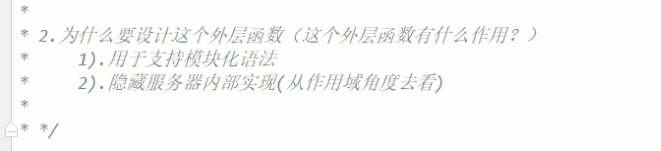 *
* 2.为什么要设计这个外层函数（这个外层函数有什么作用？）
*    1).用于支持模块化语法
*    2).隐藏服务器内部实现(从作用域角度去看)
*
* */